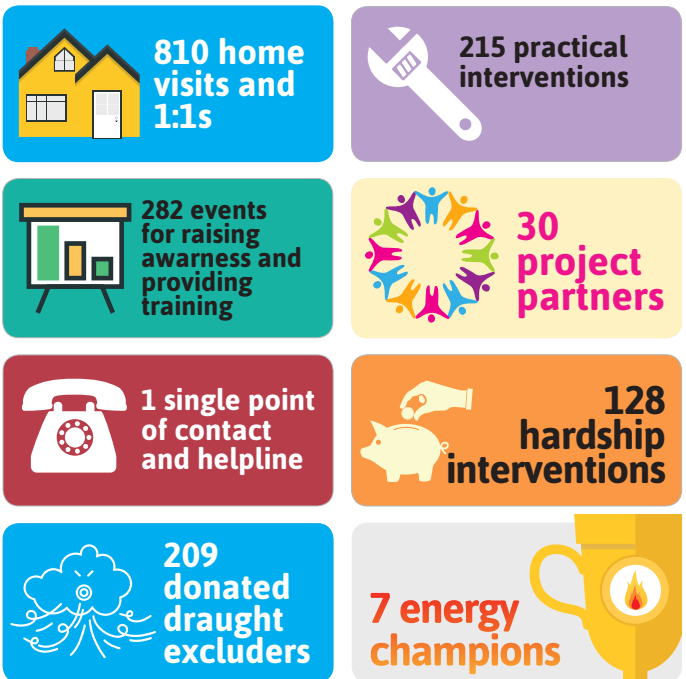 810 home
visits and
1:1s
215 practical
interventions
282 events
for raising
awarness and
providing
training
30
project
partners
1 single point
of contact
and helpline
128
hardship
interventions
209
donated
draught
excluders
7 energy
champions